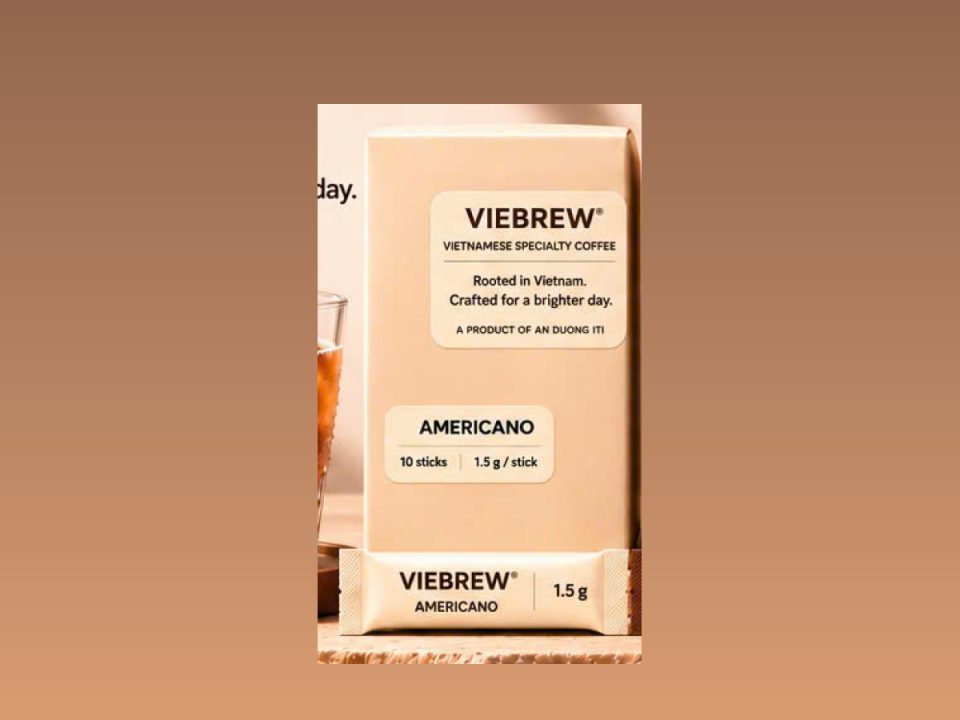 day.
VIEBREW®
VIETNAMESE SPECIALTY COFFEE
Rooted in Vietnam.
Crafted for a brighter day.
A PRODUCT OF AN DUONG ITI
AMERICANO
10 sticks | 1.5 g / stick
VIEBREW®
AMERICANO
1.5 g